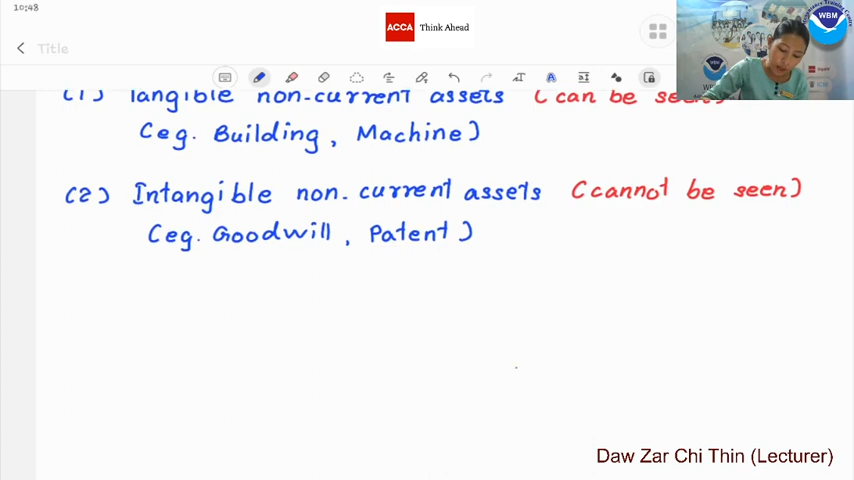 10:48
ACCA Think Ahead
WBM
Title
(1) Tangible non-current assets (can be seen)
(eg. Building, Machine)
(2) Intangible non-current assets (cannot be seen)
(eg. Goodwill, Patent)
Daw Zar Chi Thin (Lecturer)